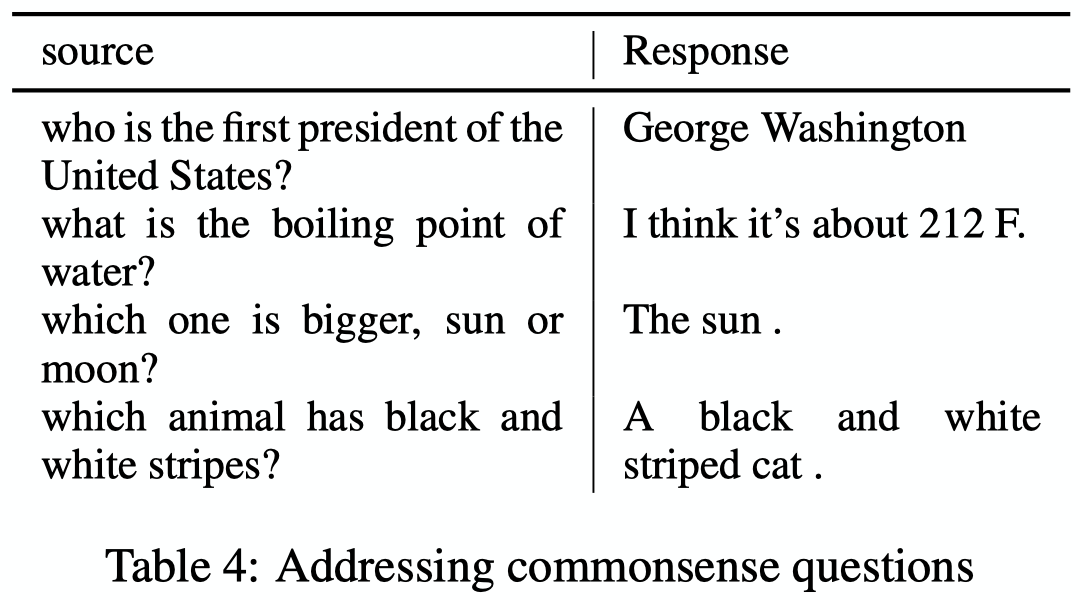 source Response
who is the first president of the George Washington
United States?
what is the boiling point of I think it's about 212 F.
water?
which one is bigger, sun or The sun .
moon?
which animal has black and A black and white
white stripes? striped cat .
Table 4: Addressing commonsense questions